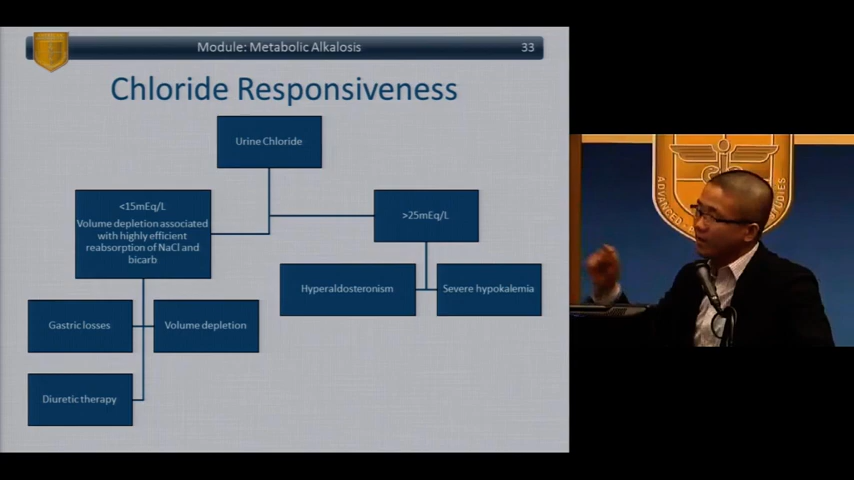 Module: Metabolic Alkalosis
33
Chloride Responsiveness
Urine Chloride
<15mEq/L
Volume depletion associated
with highly efficient
reabsorption of NaCl and
bicarb
>25mEq/L
Hyperaldosteronism
Severe hypokalemia
Gastric losses
Volume depletion
Diuretic therapy
ADVANCED